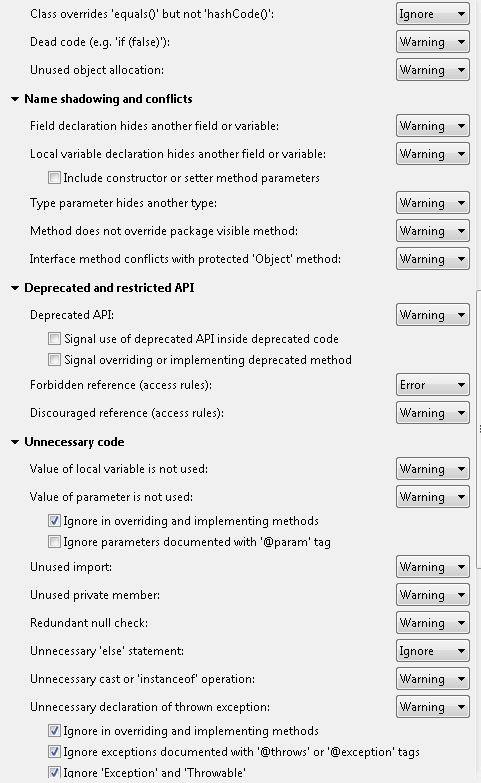 Class overrides 'equals()' but not 'hashCode()': Ignore
Dead code (e.g. 'if (false)'): Warning
Unused object allocation: Warning
Name shadowing and conflicts
Field declaration hides another field or variable: Warning
Local variable declaration hides another field or variable: Warning
Include constructor or setter method parameters
Type parameter hides another type: Warning
Method does not override package visible method: Warning
Interface method conflicts with protected 'Object' method: Warning
Deprecated and restricted API
Deprecated API: Warning
Signal use of deprecated API inside deprecated code
Signal overriding or implementing deprecated method
Forbidden reference (access rules): Error
Discouraged reference (access rules): Warning
Unnecessary code
Value of local variable is not used: Warning
Value of parameter is not used: Warning
Ignore in overriding and implementing methods
Ignore parameters documented with '@param' tag
Unused import: Warning
Unused private member: Warning
Redundant null check: Warning
Unnecessary 'else' statement: Ignore
Unnecessary cast or 'instanceof' operation: Warning
Unnecessary declaration of thrown exception: Warning
Ignore in overriding and implementing methods
Ignore exceptions documented with '@throws' or '@exception' tags
Ignore 'Exception' and 'Throwable'